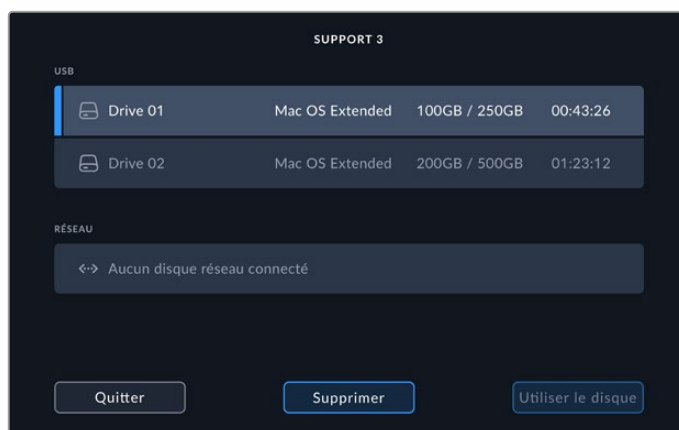 SUPPORT 3
USB
Drive 01 Mac OS Extended 100GB / 250GB 00:43:26
Drive 02 Mac OS Extended 200GB / 500GB 01:23:12
RÉSEAU
Aucun disque réseau connecté
Quitter Supprimer Utiliser le disque